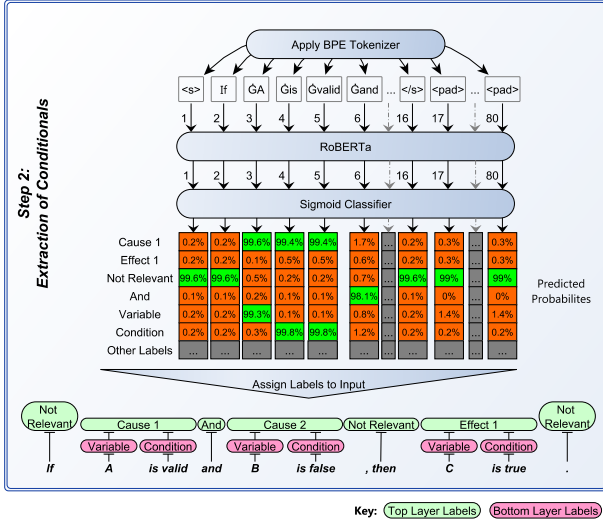 Step 2:
Extraction of Conditionals
Apply BPE Tokenizer
<s> If ĠA Ġis Ġvalid Ġand ... </s> <pad> ... <pad>
1 2 3 4 5 6 16 17 80
RoBERTa
1 2 3 4 5 6 16 17 80
Sigmoid Classifier
Cause 1 0.2% 0.2% 99.6% 99.4% 99.4% 1.7% ... 0.2% 0.3% ... 0.3%
Effect 1 0.2% 0.2% 0.1% 0.5% 0.5% 0.6% ... 0.2% 0.3% ... 0.3%
Not Relevant 99.6% 99.6% 0.5% 0.2% 0.2% 0.7% ... 99.6% 99% ... 99%
And 0.1% 0.1% 0.2% 0.1% 0.1% 98.1% ... 0.1% 0% ... 0%
Variable 0.2% 0.2% 99.3% 0.1% 0.1% 0.8% ... 0.2% 1.4% ... 1.4%
Condition 0.2% 0.2% 0.3% 99.8% 99.8% 1.2% ... 0.2% 0.2% ... 0.2%
Other Labels ... ... ... ... ... ... ... ... ... ... ...
Predicted
Probabilites
Assign Labels to Input
Not
Relevant
Cause 1 And Cause 2 Not Relevant Effect 1
Not
Relevant
Variable Condition Variable Condition Variable Condition
If A is valid and B is false , then C is true .
Key: Top Layer Labels Bottom Layer Labels